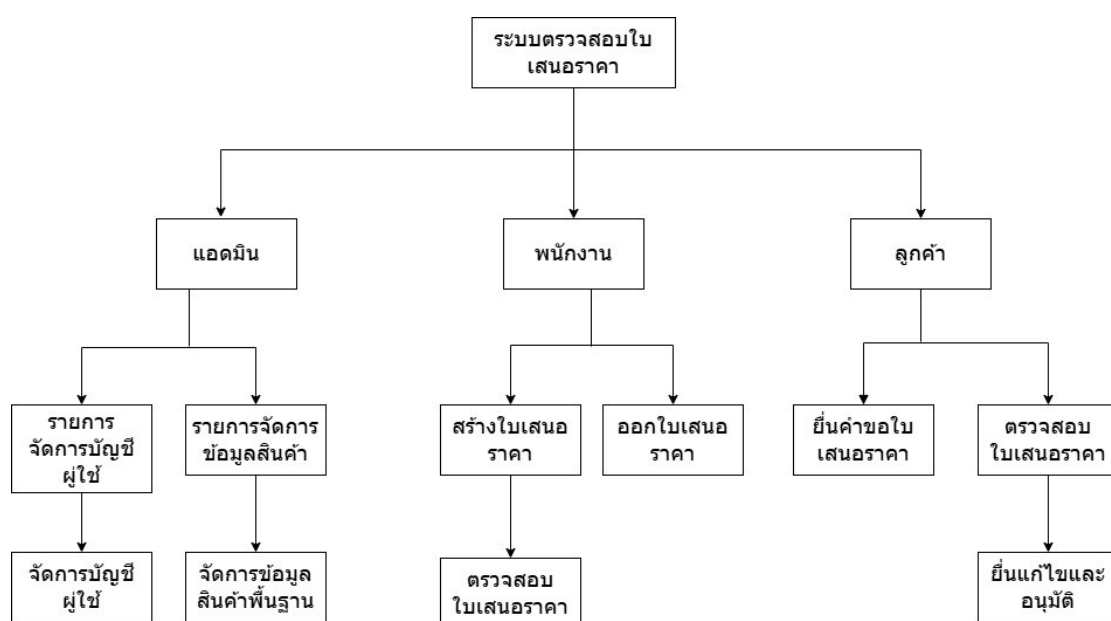 ระบบตรวจสอบใบ
เสนอราคา
แอดมิน
พนักงาน
ลูกค้า
รายการ
จัดการบัญชี
ผู่ใช้
รายการจัดการ
ข้อมูลสินค้า
สร้างใบเสนอ
ราคา
ออกใบเสนอ
ราคา
ยื่นคำขอใบ
เสนอราคา
ตรวจสอบ
ใบเสนอราคา
จัดการบัญชี
ผู่ใช้
จัดการข้อมูล
สินค้าพื้นฐาน
ตรวจสอบ
ใบเสนอราคา
ยื่นแก้ไขและ
อนุมัติ